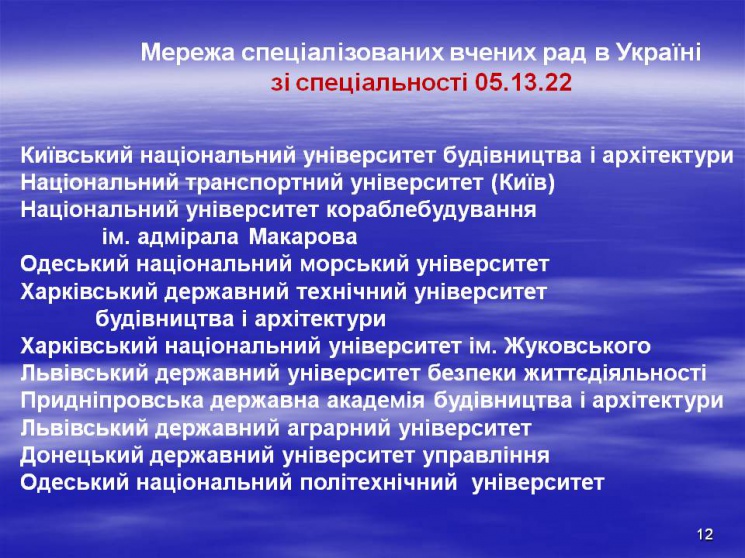 Мережа спеціалізованих вчених рад в Україні
зі спеціальності 05.13.22
Київський національний університет будівництва і архітектури
Національний транспортний університет (Київ)
Національний університет кораблебудування
ім. адмірала Макарова
Одеський національний морський університет
Харківський державний технічний університет
будівництва і архітектури
Харківський національний університет ім. Жуковського
Львівський державний університет безпеки життєдіяльності
Придніпровська державна академія будівництва і архітектури
Львівський державний аграрний університет
Донецький державний університет управління
Одеський національний політехнічний університет
12